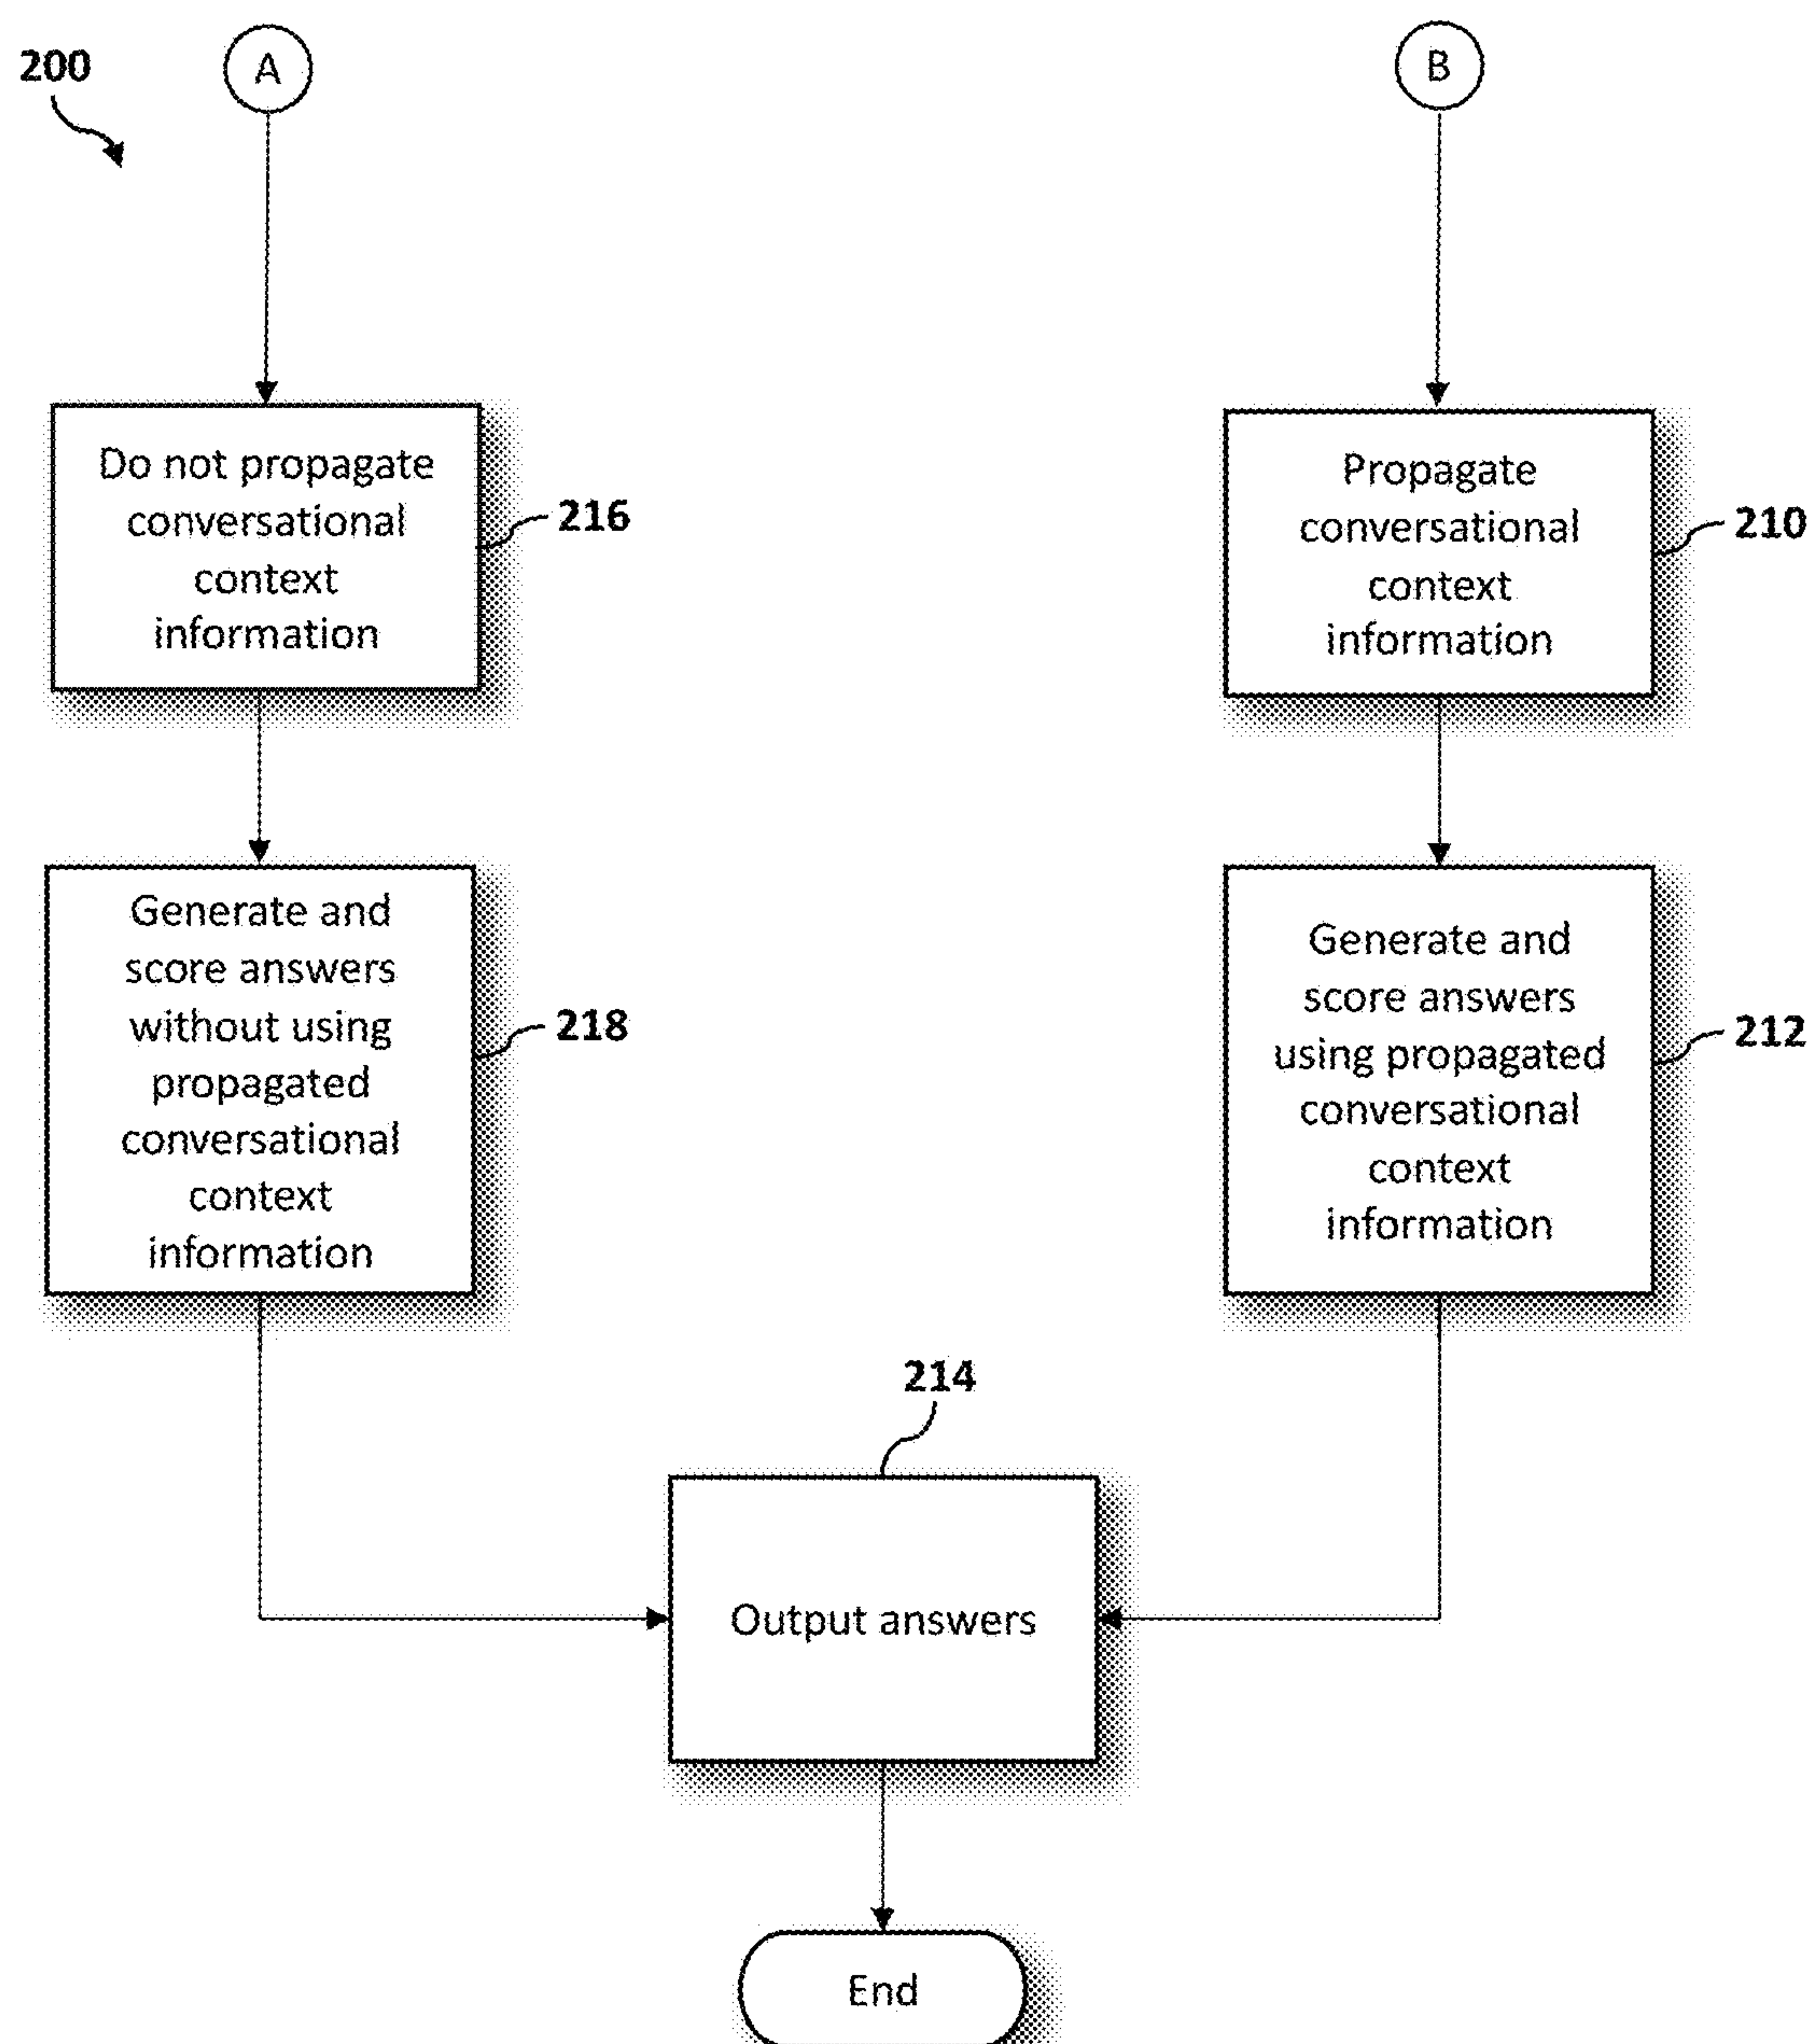 200
A
B
Do not propagate
conversational
context
information
216
Propagate
conversational
context
information
210
Generate and
score answers
without using
propagated
conversational
context
information
218
Generate and
score answers
using propagated
conversational
context
information
212
214
Output answers
End